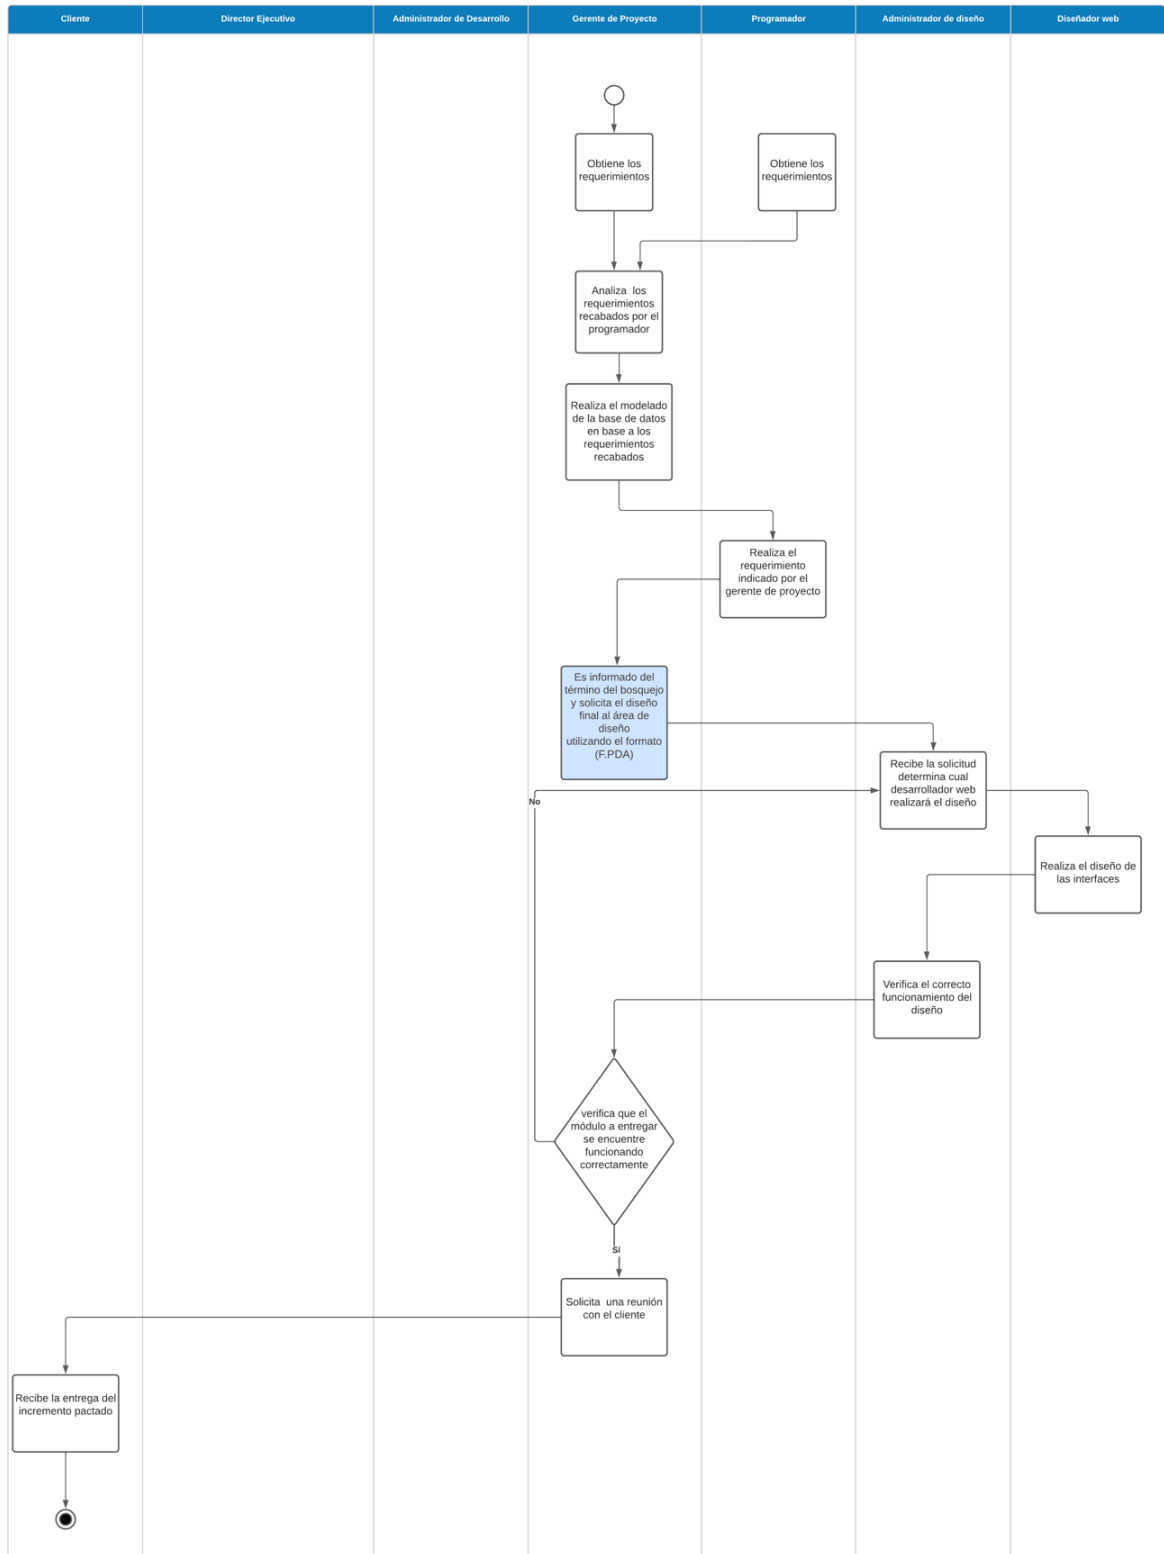 Cliente
Director Ejecutivo
Administrador de Desarrollo
Gerente de Proyecto
Programador
Administrador de diseño
Diseñador web
Obtiene los
requerimientos
Obtiene los
requerimientos
Analiza  los
requerimientos
recabados por el
programador
Realiza el modelado
de la base de datos
en base a los
requerimientos
recabados
Realiza el
requerimiento
indicado por el
gerente de proyecto
Es informado del
término del bosquejo
y solicita el diseño
final al área de
diseño
utilizando el formato
(F.PDA)
Recibe la solicitud
determina cual
desarrollador web
realizará el diseño
No
Realiza el diseño de
las interfaces
Verifica el correcto
funcionamiento del
diseño
verifica que el
módulo a entregar
se encuentre
funcionando
correctamente
Sí
Solicita  una reunión
con el cliente
Recibe la entrega del
incremento pactado